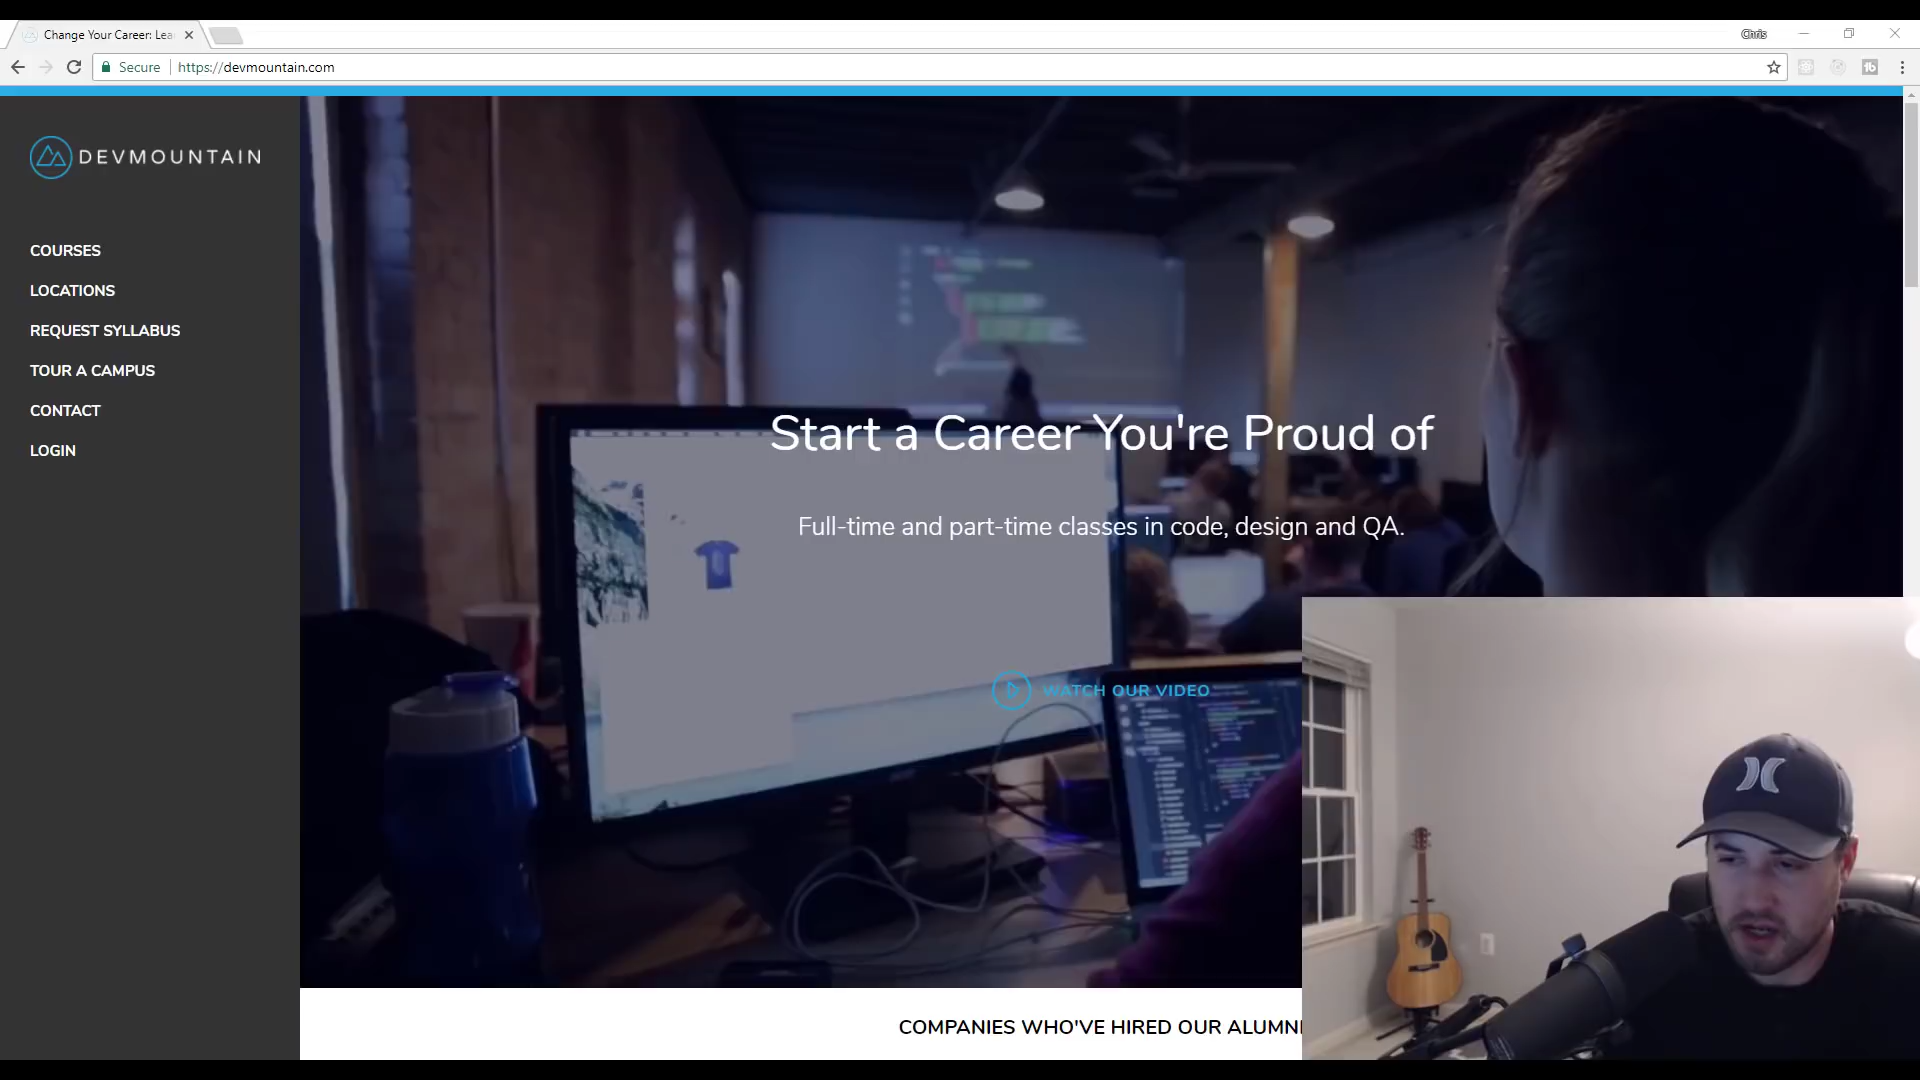 Change Your Career: Lea
Chris
Secure
https://devmountain.com
DEVMOUNTAIN
COURSES
LOCATIONS
REQUEST SYLLABUS
TOUR A CAMPUS
CONTACT
LOGIN
Start a Career You're Proud of
Full-time and part-time classes in code, design and QA.
WATCH OUR VIDEO
COMPANIES WHO'VE HIRED OUR ALUMNI